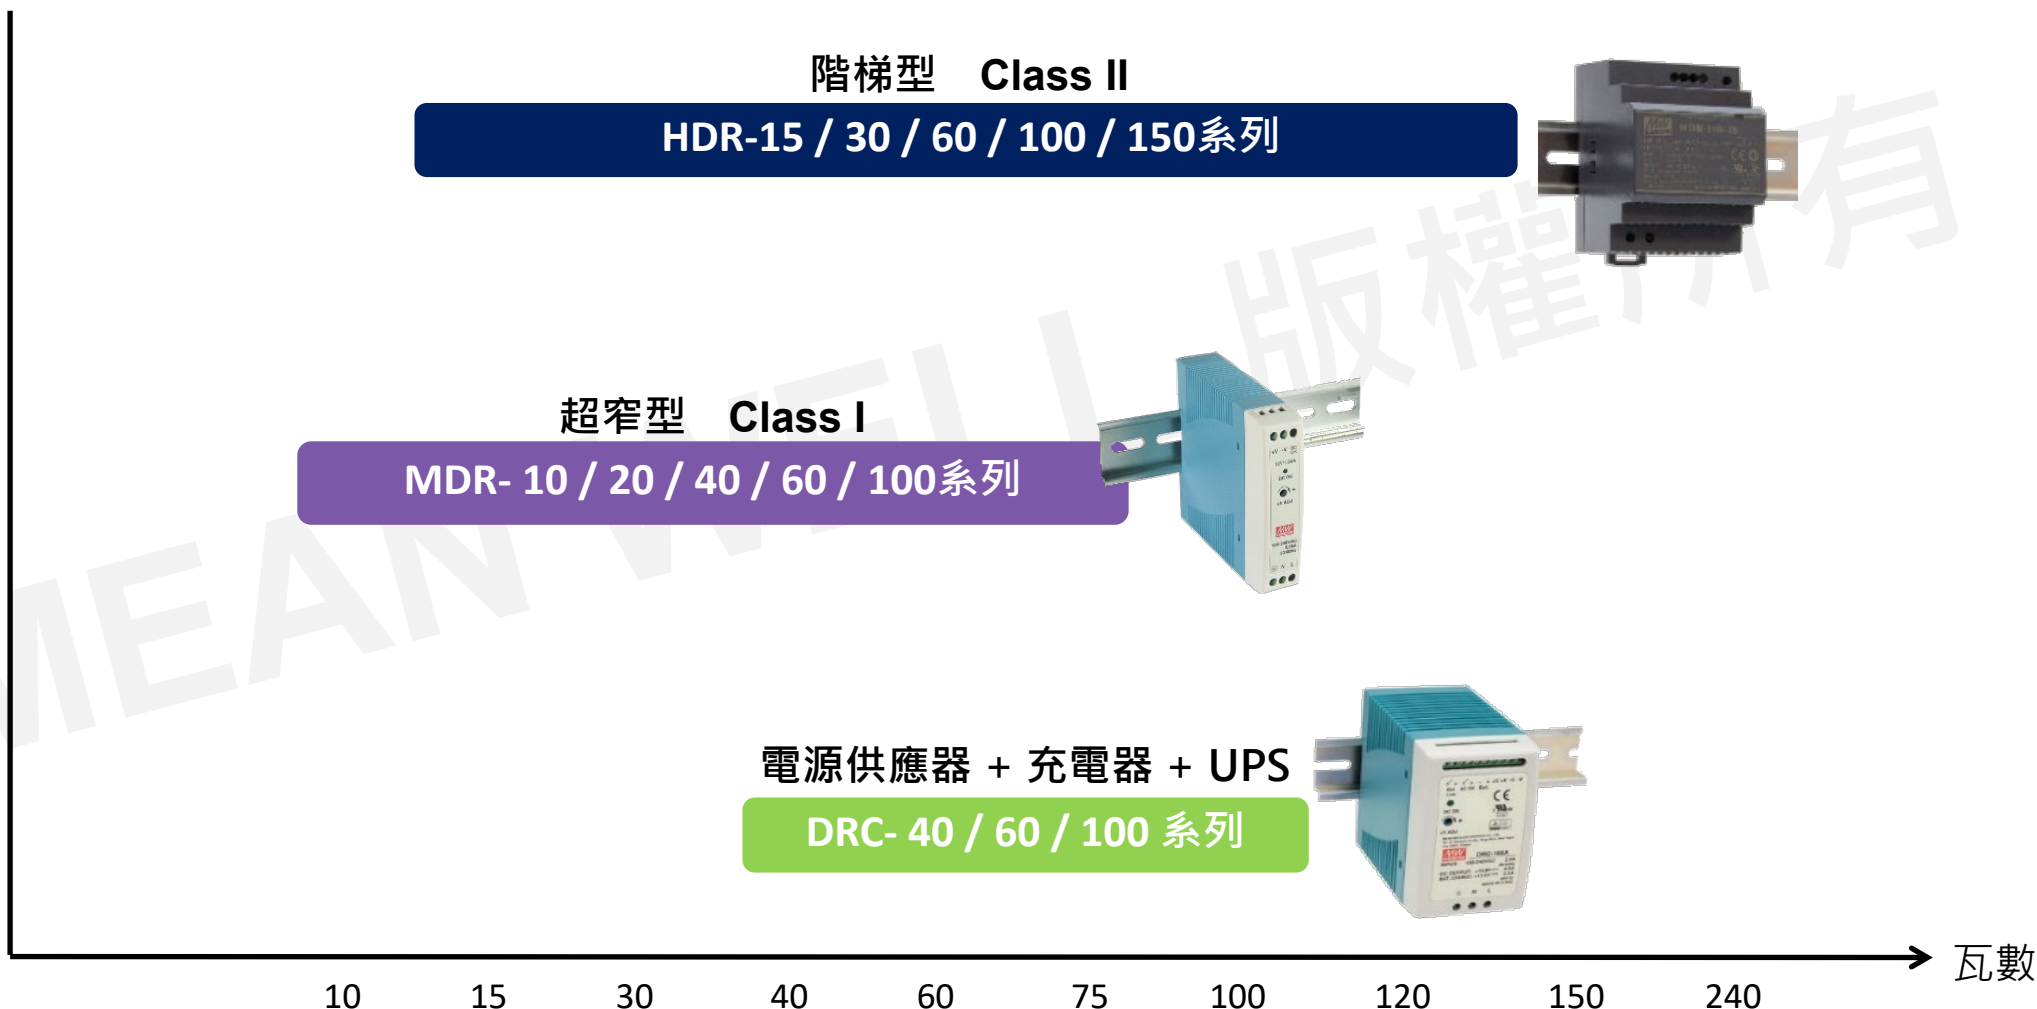 階梯型 Class II
HDR-15 / 30 / 60 / 100 / 150系列
超窄型 Class I
MDR- 10 / 20 / 40 / 60 / 100系列
電源供應器 + 充電器 + UPS
DRC- 40 / 60 / 100 系列
瓦數
10 15 30 40 60 75 100 120 150 240
MEAN WELL 版權所有